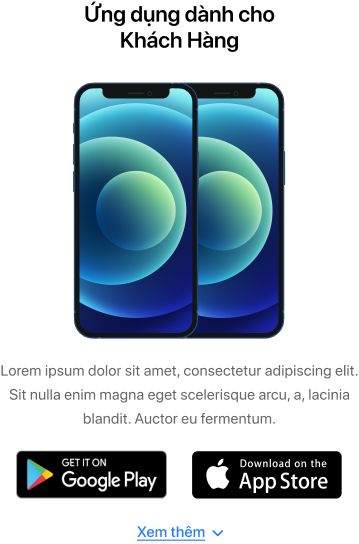 Ứng dụng dành cho
Khách Hàng
Lorem ipsum dolor sit amet, consectetur adipiscing elit.
Sit nulla enim magna eget scelerisque arcu, a, lacinia
blandit. Auctor eu fermentum.
GET IT ON
Google Play
Download on the
App Store
Xem thêm